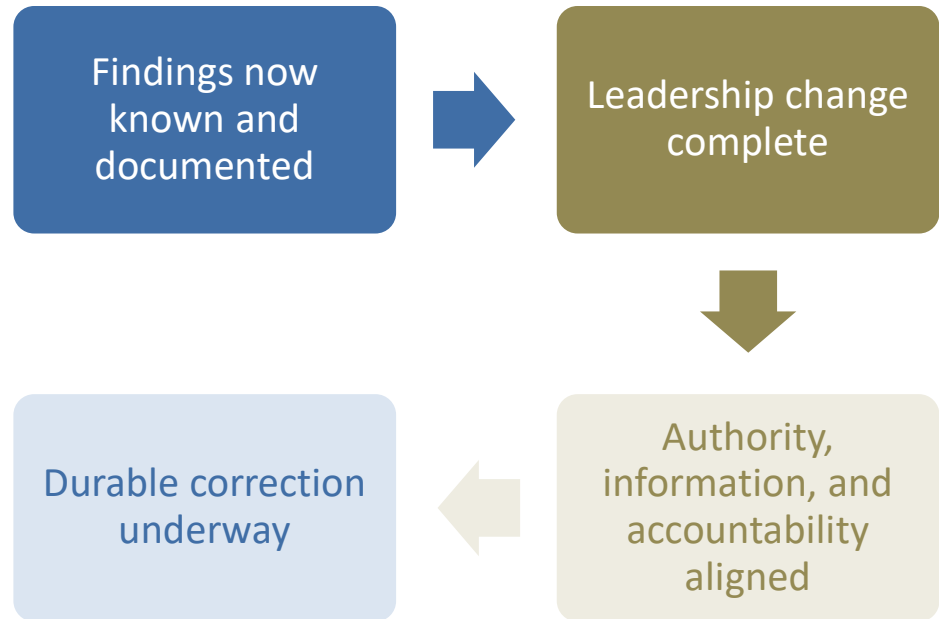 Findings now
known and
documented
Leadership change
complete
Authority,
information, and
accountability
aligned
Durable correction
underway